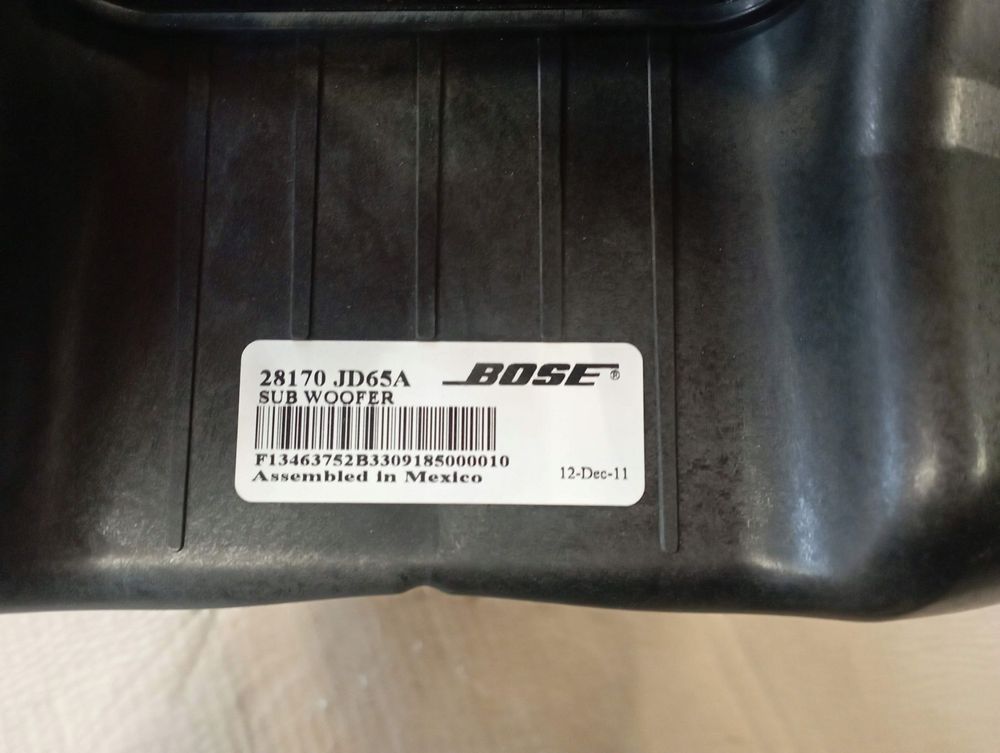 28170 JD65A BOSE®
SUB WOOFER
F13463752B3309185000010
Assembled in Mexico
12-Dec-11